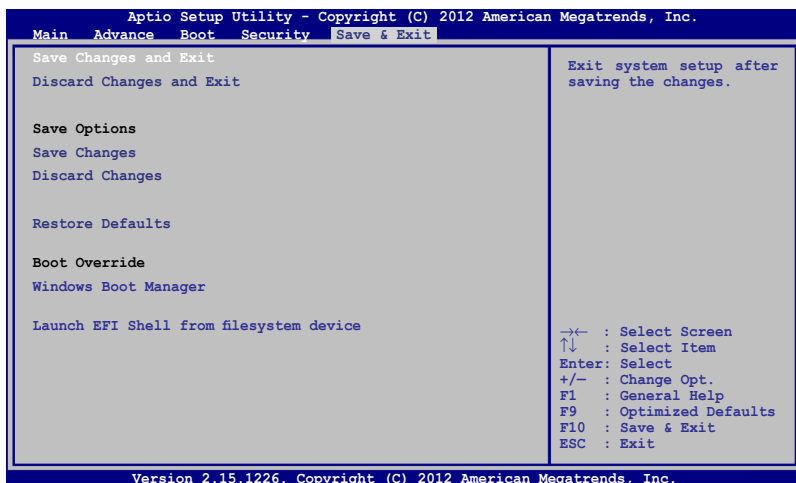 Aptio Setup Utility - Copyright (C) 2012 American Megatrends, Inc.
Main Advance Boot Security Save & Exit
Save Changes and Exit
Discard Changes and Exit
Save Options
Save Changes
Discard Changes
Restore Defaults
Boot Override
Windows Boot Manager
Launch EFI Shell from filesystem device
Exit system setup after
saving the changes.
→← : Select Screen
↑↓ : Select Item
Enter: Select
+/— : Change Opt.
F1 : General Help
F9 : Optimized Defaults
F10 : Save & Exit
ESC : Exit
Version 2.15.1226. Copyright (C) 2012 American Megatrends, Inc.